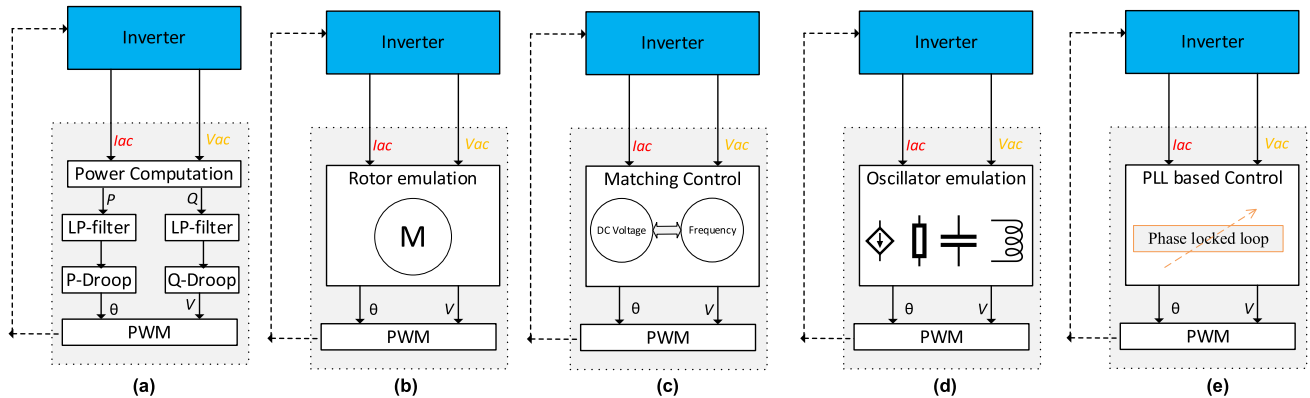 Inverter
Iac
Vac
Power Computation
P
Q
LP-filter
LP-filter
P-Droop
Q-Droop
θ
V
PWM
(a)
Inverter
Iac
Vac
Rotor emulation
M
θ
V
PWM
(b)
Inverter
Iac
Vac
Matching Control
DC Voltage
Frequency
θ
V
PWM
(c)
Inverter
Iac
Vac
Oscillator emulation
θ
V
PWM
(d)
Inverter
Iac
Vac
PLL based Control
Phase locked loop
θ
V
PWM
(e)